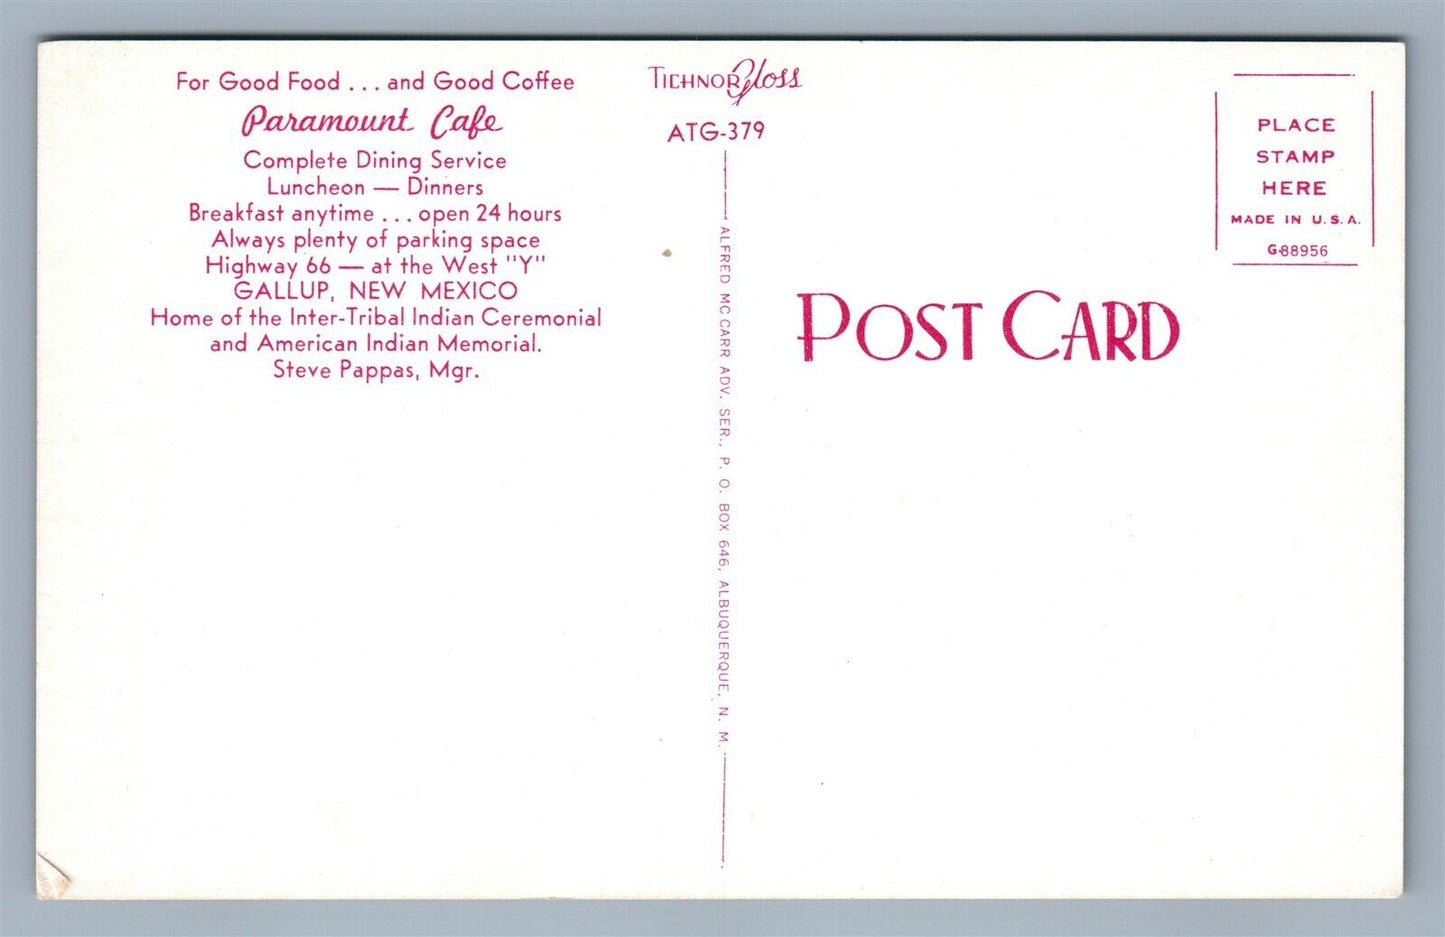 For Good Food . . . and Good Coffee
Paramount Cafe
Complete Dining Service
Luncheon — Dinners
Breakfast anytime . . . open 24 hours
Always plenty of parking space
Highway 66 — at the West "Y"
GALLUP, NEW MEXICO
Home of the Inter-Tribal Indian Ceremonial
and American Indian Memorial.
Steve Pappas, Mgr.
TICHNOR Gloss
ATG-379
ALFRED MC CARR ADV. SER., P. O. BOX 646, ALBUQUERQUE, N. M.
POST CARD
PLACE
STAMP
HERE
MADE IN U.S.A.
G-88956